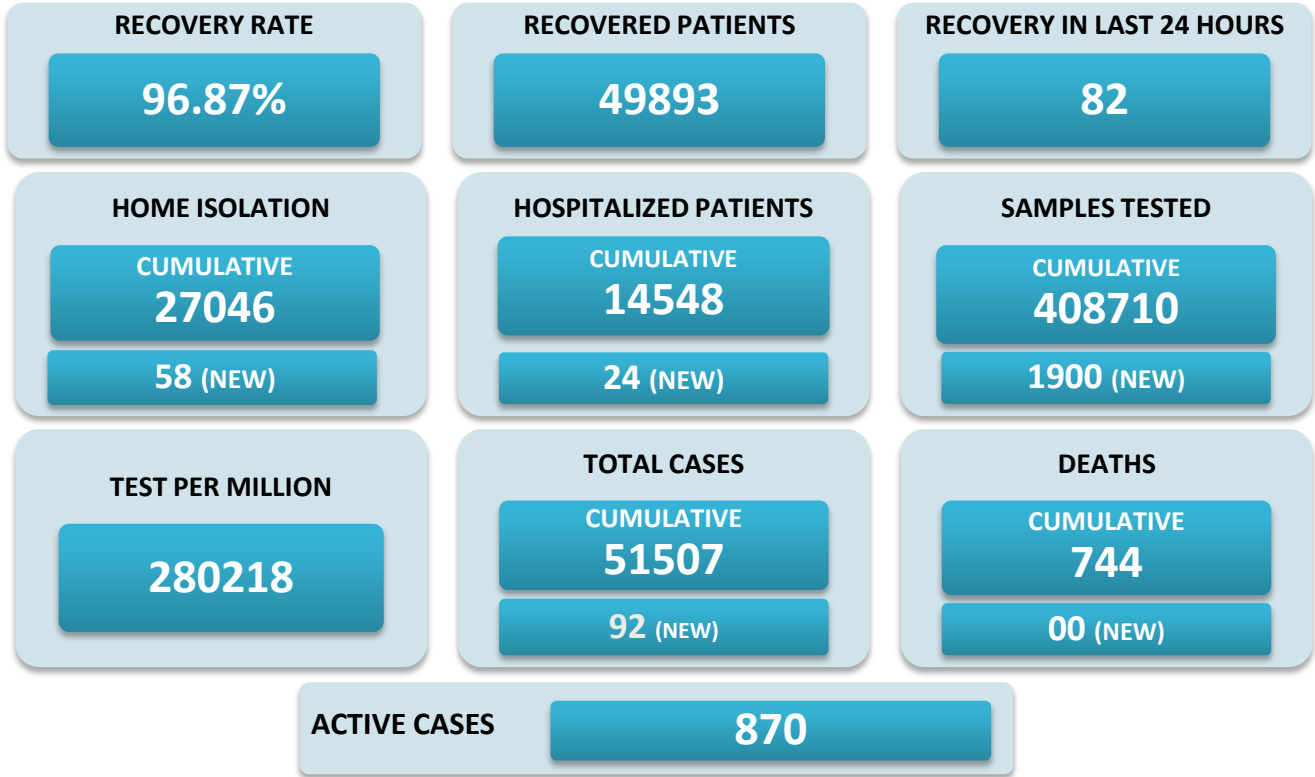 RECOVERY RATE
96.87%
RECOVERED PATIENTS
49893
RECOVERY IN LAST 24 HOURS
82
HOME ISOLATION
CUMULATIVE
27046
58 (NEW)
HOSPITALIZED PATIENTS
CUMULATIVE
14548
24 (NEW)
SAMPLES TESTED
CUMULATIVE
408710
1900 (NEW)
TEST PER MILLION
280218
TOTAL CASES
CUMULATIVE
51507
92 (NEW)
DEATHS
CUMULATIVE
744
00 (NEW)
ACTIVE CASES
870